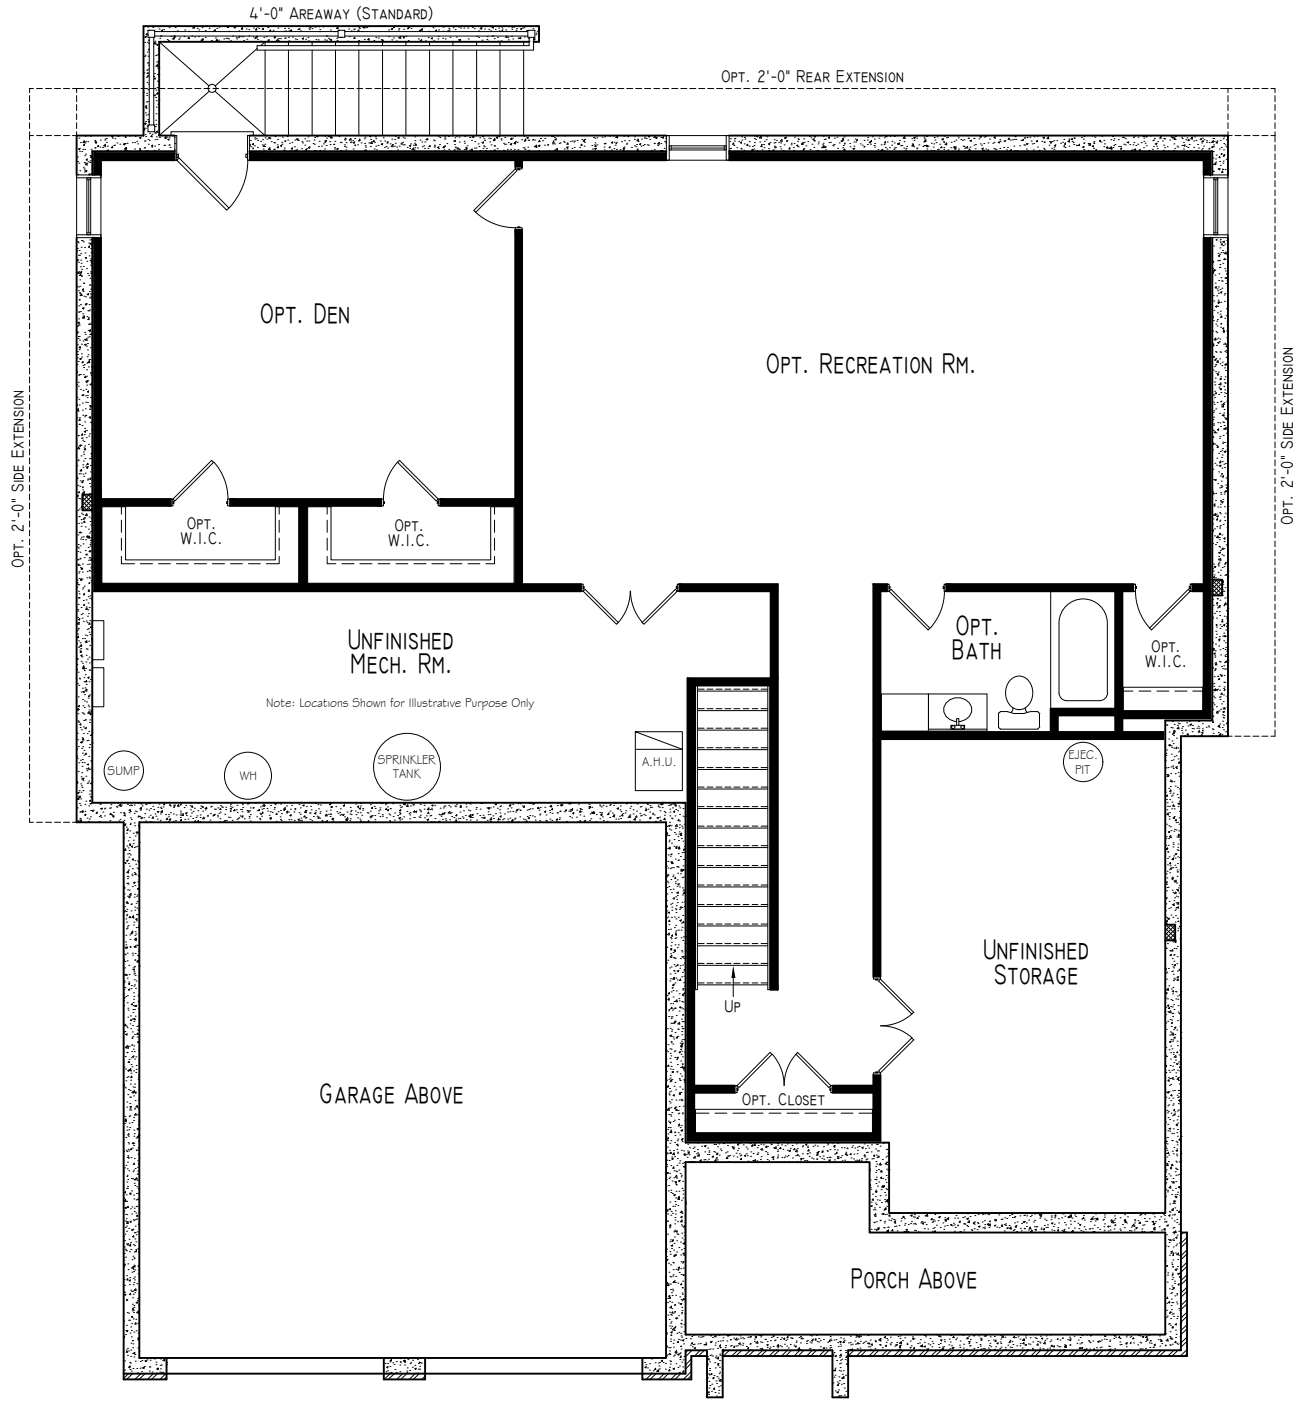 4'-0" AREAWAY (STANDARD)
OPT. 2'-0" REAR EXTENSION
OPT. DEN
OPT. RECREATION RM.
OPT. 2'-0" SIDE EXTENSION
OPT. 2'-0" SIDE EXTENSION
OPT.
W.I.C.
OPT.
W.I.C.
UNFINISHED
MECH. RM.
OPT.
BATH
OPT.
W.I.C.
Note: Locations Shown for Illustrative Purpose Only
SUMP
WH
SPRINKLER
TANK
A.H.U.
EJEC.
PIT
UNFINISHED
STORAGE
UP
GARAGE ABOVE
OPT. CLOSET
PORCH ABOVE